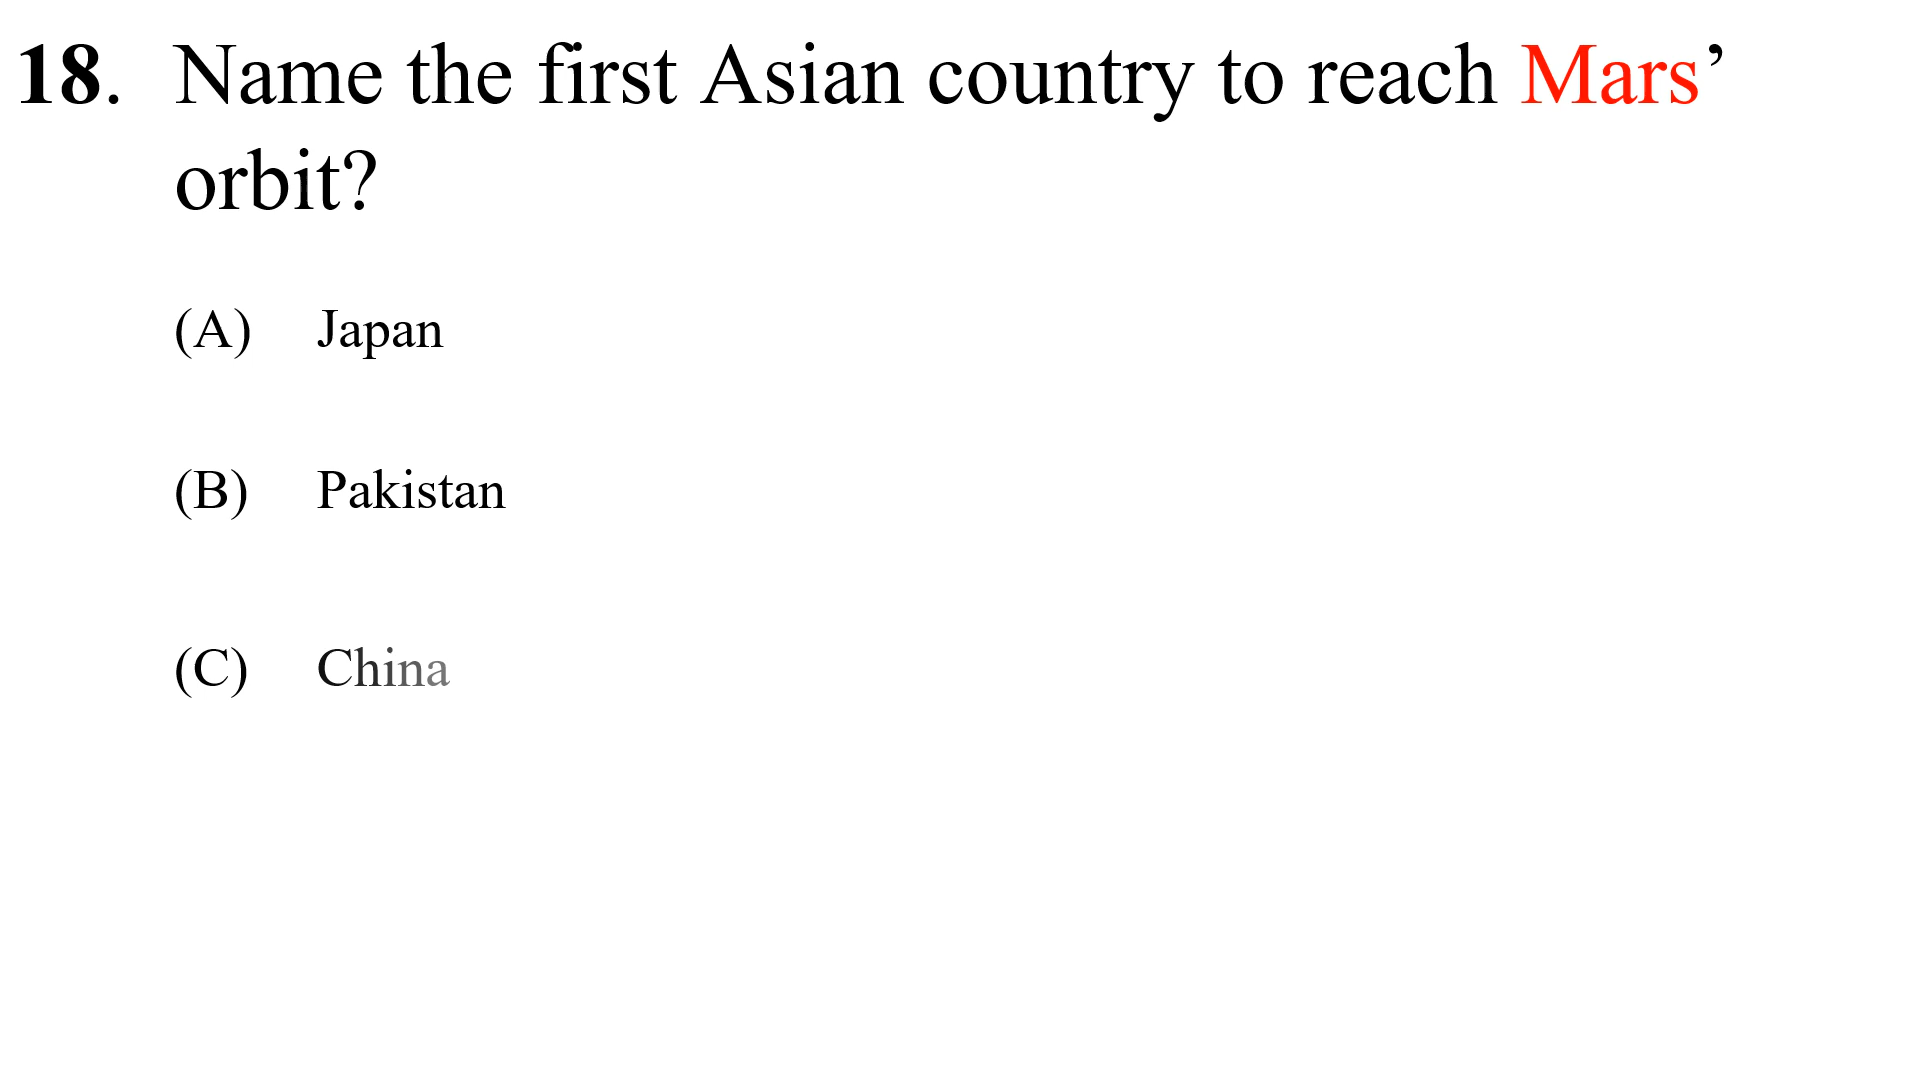 18. Name the first Asian country to reach Mars’
orbit?
(A) Japan
(B) Pakistan
(C) China